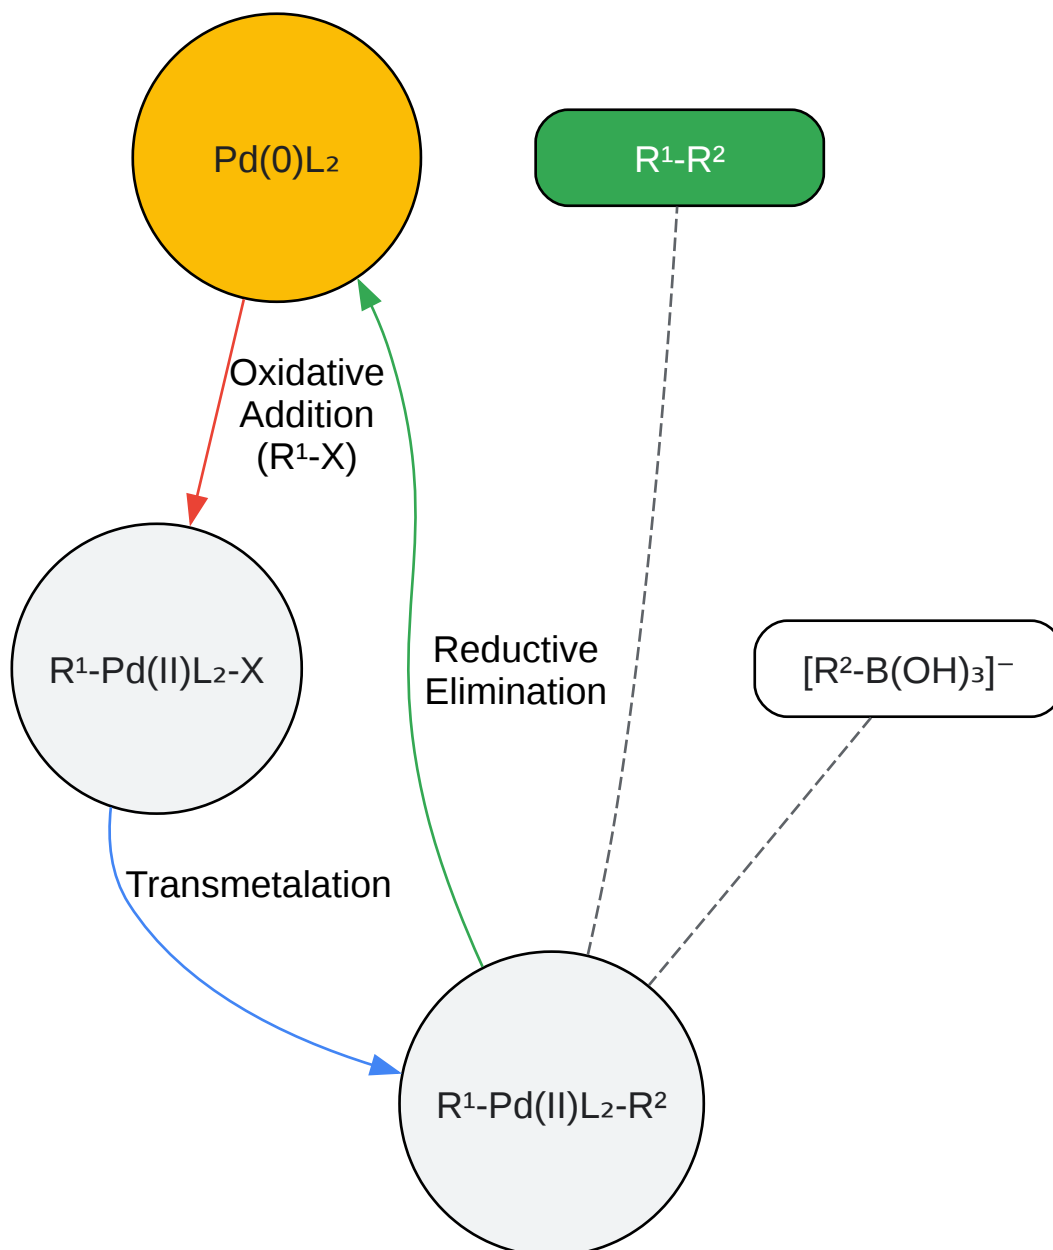 Pd(0)L₂
R¹-R²
Oxidative
Addition
(R¹-X)
Reductive
Elimination
R¹-Pd(II)L₂-X
[R²-B(OH)₃]⁻
Transmetalation
R¹-Pd(II)L₂-R²